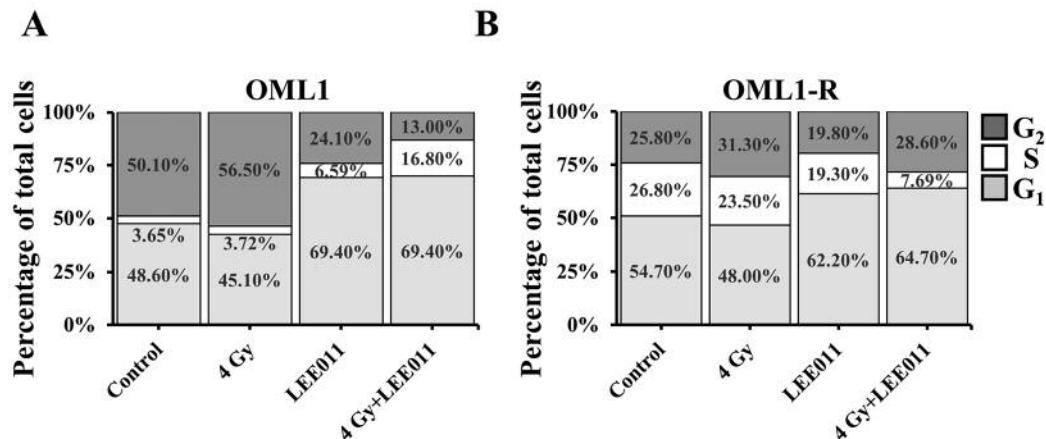 A
OML1
Percentage of total cells
100%
75%
50%
25%
0%
50.10%
3.65%
48.60%
56.50%
3.72%
45.10%
24.10%
6.59%
69.40%
13.00%
16.80%
69.40%
Control
4 Gy
LEE011
4 Gy+LEE011
B
OML1-R
Percentage of total cells
100%
75%
50%
25%
0%
25.80%
26.80%
54.70%
31.30%
23.50%
48.00%
19.80%
19.30%
62.20%
28.60%
7.69%
64.70%
Control
4 Gy
LEE011
4 Gy+LEE011
G₂
S
G₁